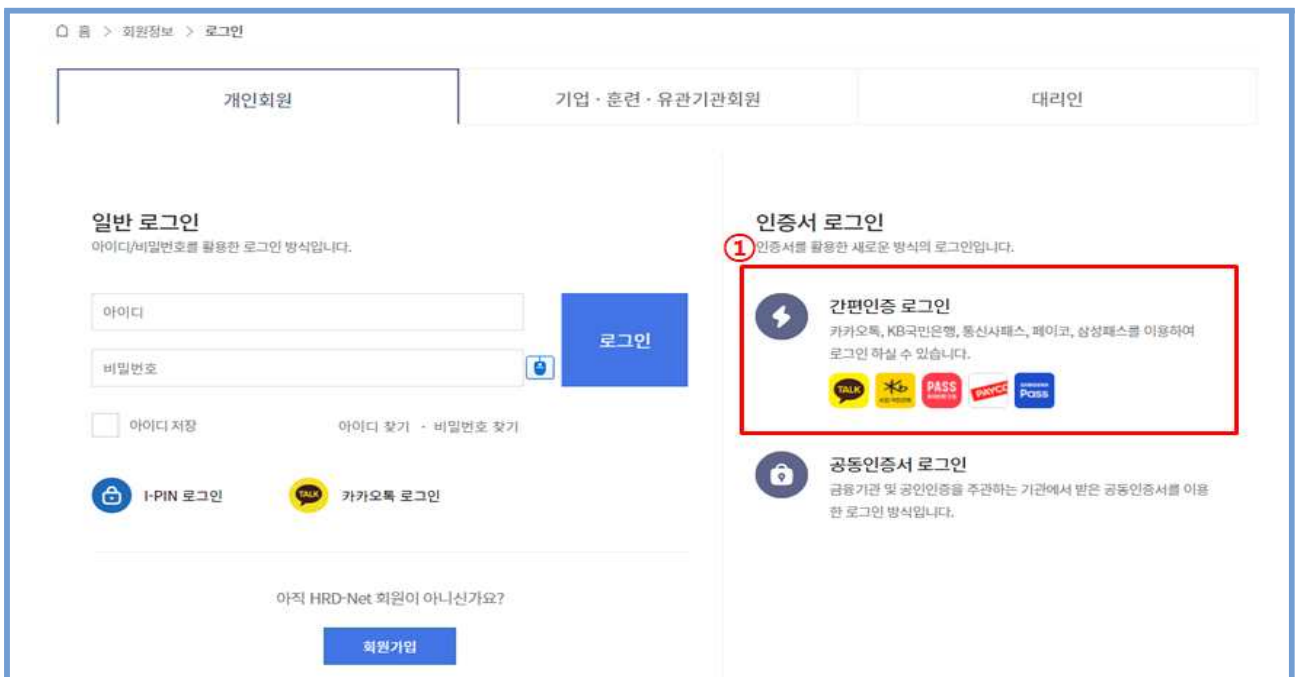 홈 > 회원정보 > 로그인
개인회원
기업 · 훈련 · 유관기관회원
대리인
일반 로그인
아이디/비밀번호를 활용한 로그인 방식입니다.
아이디
비밀번호
로그인
아이디 저장
아이디 찾기 · 비밀번호 찾기
I-PIN 로그인
TALK
카카오톡 로그인
아직 HRD-Net 회원이 아니신가요?
회원가입
인증서 로그인
①
인증서를 활용한 새로운 방식의 로그인입니다.
간편인증 로그인
카카오톡, KB국민은행, 통신사패스, 페이코, 삼성패스를 이용하여
로그인 하실 수 있습니다.
TALK
PASS
PAYCO
Pass
공동인증서 로그인
금융기관 및 공인인증을 주관하는 기관에서 받은 공동인증서를 이용
한 로그인 방식입니다.